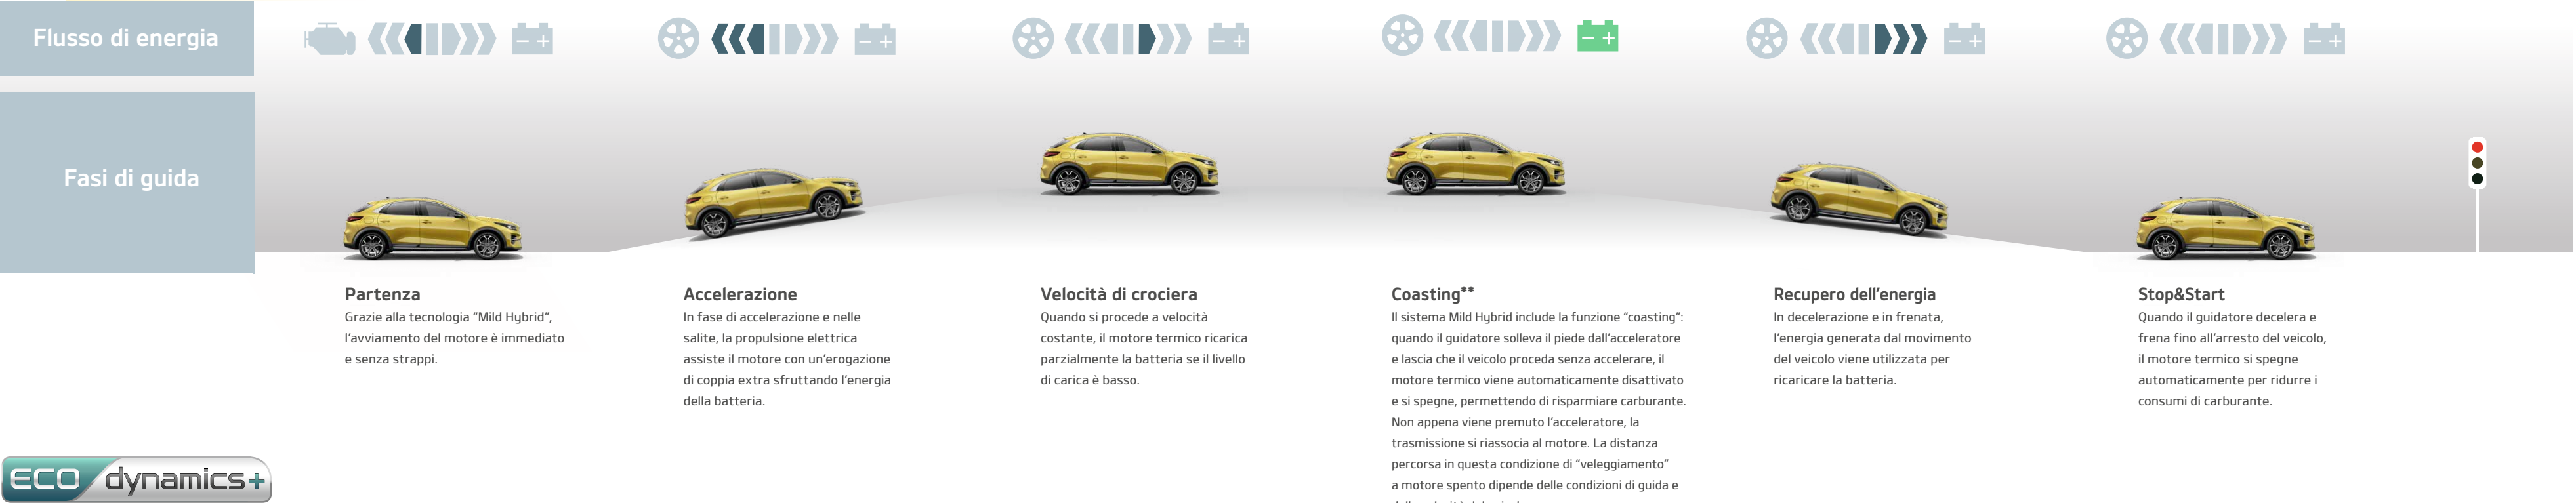 Flusso di energia
Fasi di guida
Partenza
Grazie alla tecnologia “Mild Hybrid”,
l’avviamento del motore è immediato
e senza strappi.
Accelerazione
In fase di accelerazione e nelle
salite, la propulsione elettrica
assiste il motore con un’erogazione
di coppia extra sfruttando l’energia
della batteria.
Velocità di crociera
Quando si procede a velocità
costante, il motore termico ricarica
parzialmente la batteria se il livello
di carica è basso.
Coasting**
Il sistema Mild Hybrid include la funzione “coasting”:
quando il guidatore solleva il piede dall’acceleratore
e lascia che il veicolo proceda senza accelerare, il
motore termico viene automaticamente disattivato
e si spegne, permettendo di risparmiare carburante.
Non appena viene premuto l’acceleratore, la
trasmissione si riassocia al motore. La distanza
percorsa in questa condizione di “veleggiamento”
a motore spento dipende delle condizioni di guida e
Recupero dell’energia
In decelerazione e in frenata,
l’energia generata dal movimento
del veicolo viene utilizzata per
ricaricare la batteria.
Stop&Start
Quando il guidatore decelera e
frena fino all’arresto del veicolo,
il motore termico si spegne
automaticamente per ridurre i
consumi di carburante.
ECO dynamics+